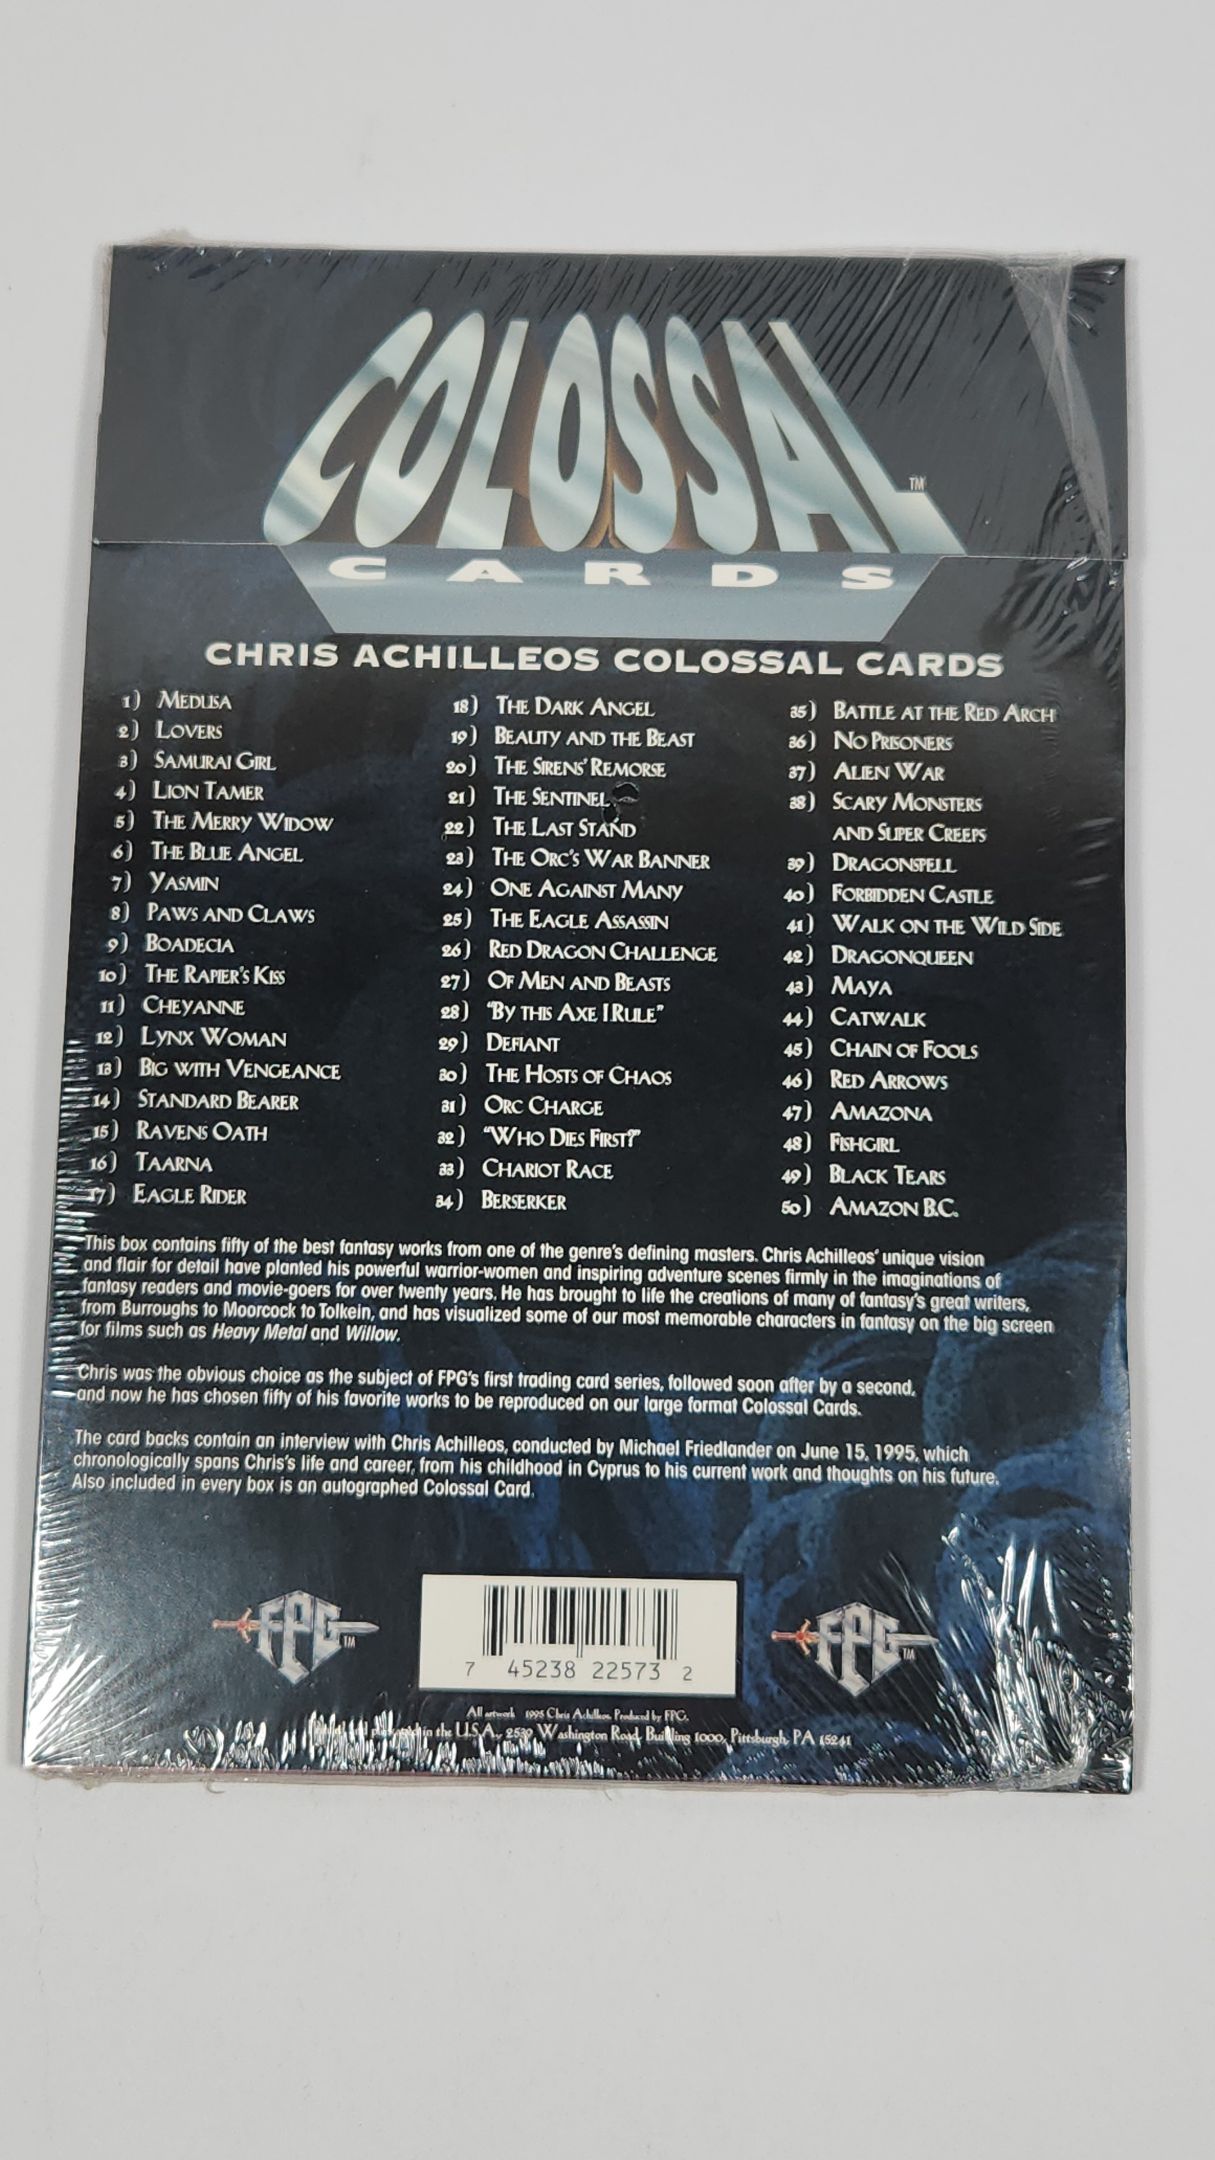 COLOSSAL™
CARDS
CHRIS ACHILLEOS COLOSSAL CARDS
1) MEDUSA
2) LOVERS
3) SAMURAI GIRL
4) LION TAMER
5) THE MERRY WIDOW
6) THE BLUE ANGEL
7) YASMIN
8) PAWS AND CLAWS
9) BOADECIA
10) THE RAPIER'S KISS
11) CHEYANNE
12) LYNX WOMAN
13) BIG WITH VENGEANCE
14) STANDARD BEARER
15) RAVENS OATH
16) TAARNA
17) EAGLE RIDER
18) THE DARK ANGEL
19) BEAUTY AND THE BEAST
20) THE SIRENS' REMORSE
21) THE SENTINEL
22) THE LAST STAND
23) THE ORC'S WAR BANNER
24) ONE AGAINST MANY
25) THE EAGLE ASSASSIN
26) RED DRAGON CHALLENGE
27) OF MEN AND BEASTS
28) "BY THIS AXE I RULE"
29) DEFIANT
30) THE HOSTS OF CHAOS
31) ORC CHARGE
32) "WHO DIES FIRST?"
33) CHARIOT RACE
34) BERSERKER
35) BATTLE AT THE RED ARCH
36) NO PRISONERS
37) ALIEN WAR
38) SCARY MONSTERS
AND SUPER CREEPS
39) DRAGONSPELL
40) FORBIDDEN CASTLE
41) WALK ON THE WILD SIDE
42) DRAGONQUEEN
43) MAYA
44) CATWALK
45) CHAIN OF FOOLS
46) RED ARROWS
47) AMAZONA
48) FISHGIRL
49) BLACK TEARS
50) AMAZON B.C.
This box contains fifty of the best fantasy works from one of the genre's defining masters. Chris Achilleos' unique vision
and flair for detail have planted his powerful warrior-women and inspiring adventure scenes firmly in the imaginations of
fantasy readers and movie-goers for over twenty years. He has brought to life the creations of many of fantasy's great writers,
from Burroughs to Moorcock to Tolkein, and has visualized some of our most memorable characters in fantasy on the big screen
for films such as Heavy Metal and Willow.
Chris was the obvious choice as the subject of FPG's first trading card series, followed soon after by a second,
and now he has chosen fifty of his favorite works to be reproduced on our large format Colossal Cards.
The card backs contain an interview with Chris Achilleos, conducted by Michael Friedlander on June 15, 1995, which
chronologically spans Chris's life and career, from his childhood in Cyprus to his current work and thoughts on his future.
Also included in every box is an autographed Colossal Card.
FPG™
7 45238 22573 2
FPG™
All artwork 1995 Chris Achilleos. Produced by FPG.
in the U.S.A., 2539 Washington Road, Building 1000, Pittsburgh, PA 15241